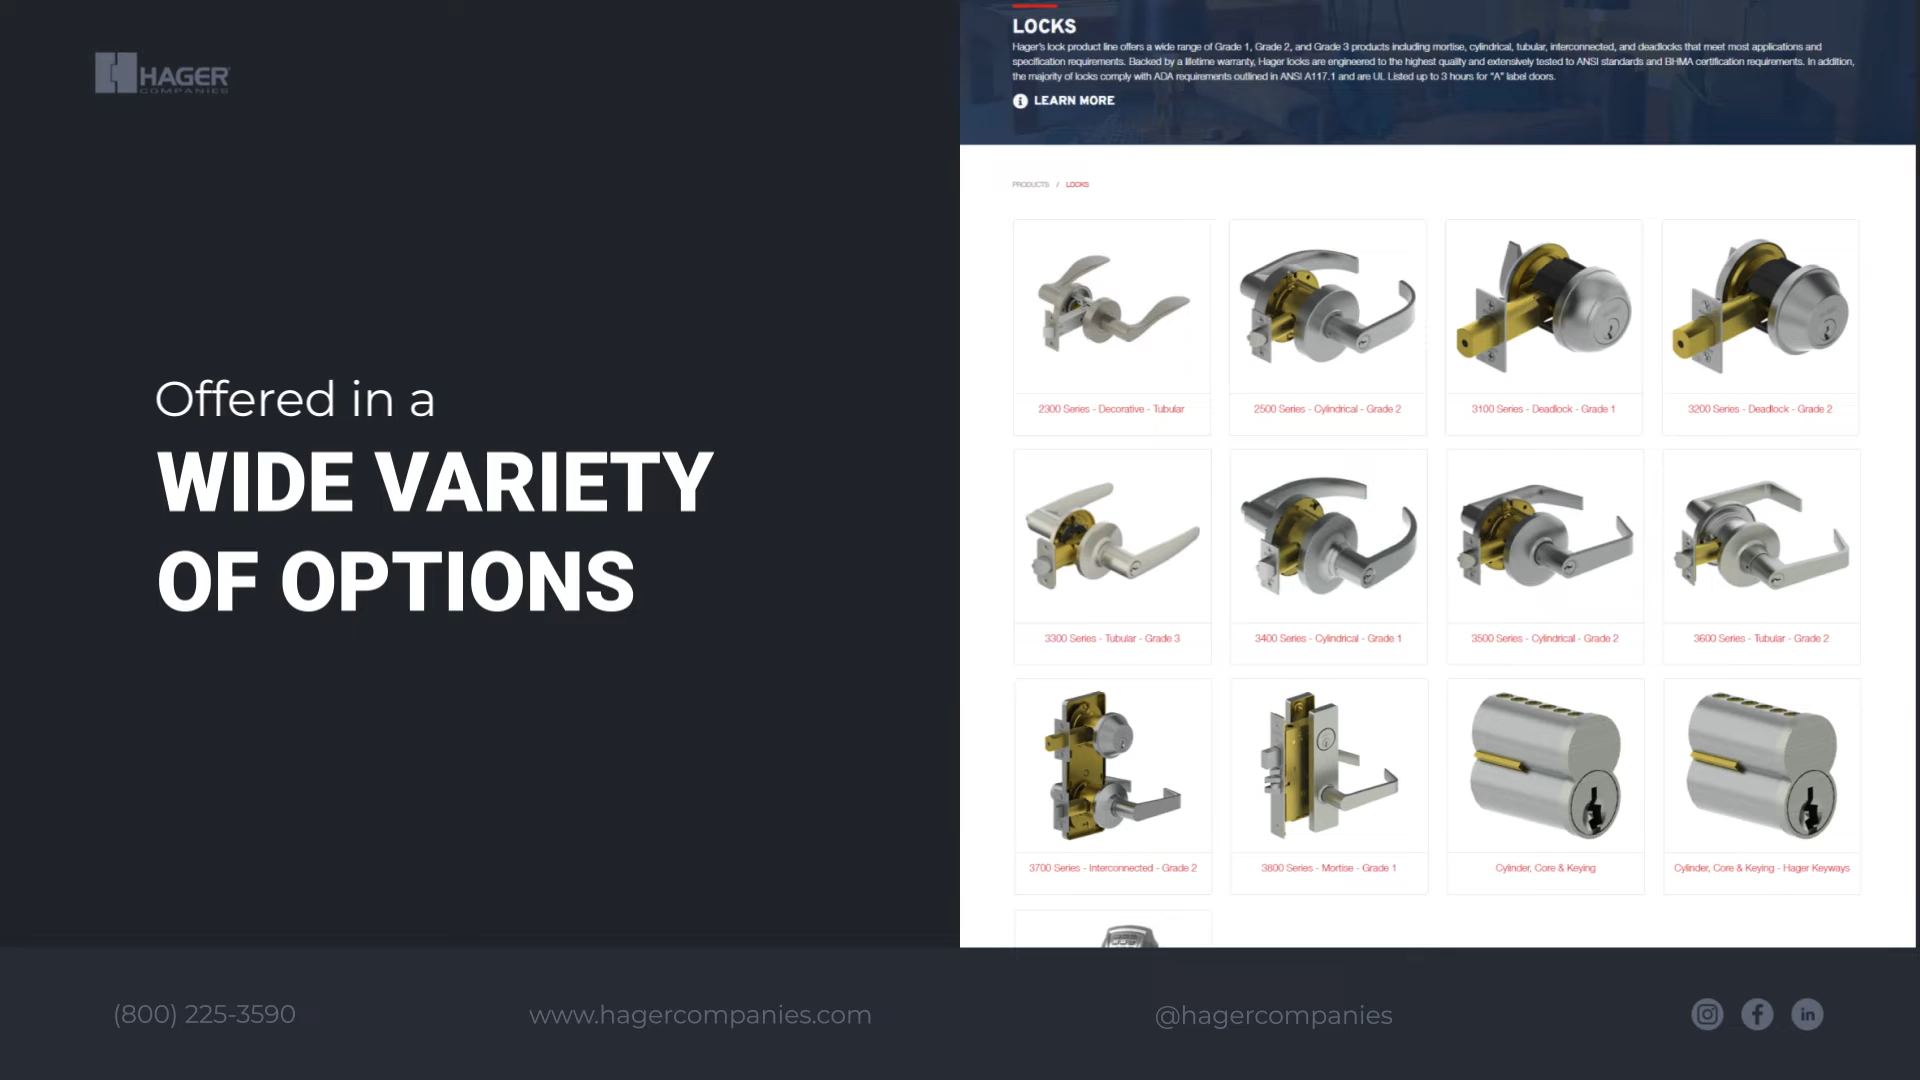 HAGER
COMPANIES
Offered in a
WIDE VARIETY
OF OPTIONS
LOCKS
Hager's lock product line offers a wide range of Grade 1, Grade 2, and Grade 3 products including mortise, cylindrical, tubular, interconnected, and deadlocks that meet most applications and
specification requirements. Backed by a lifetime warranty, Hager locks are engineered to the highest quality and extensively tested to ANSI standards and BHMA certification requirements. In addition,
the majority of locks comply with ADA requirements outlined in ANSI A117.1 and are UL Listed up to 3 hours for "A" label doors.
LEARN MORE
PRODUCTS / LOCKS
2300 Series - Decorative - Tubular
2500 Series - Cylindrical - Grade 2
3100 Series - Deadlock - Grade 1
3200 Series - Deadlock - Grade 2
3300 Series - Tubular - Grade 3
3400 Series - Cylindrical - Grade 1
3500 Series - Cylindrical - Grade 2
3600 Series - Tubular - Grade 2
3700 Series - Interconnected - Grade 2
3800 Series - Mortise - Grade 1
Cylinder, Core & Keying
Cylinder, Core & Keying - Hager Keyways
(800) 225-3590
www.hagercompanies.com
@hagercompanies